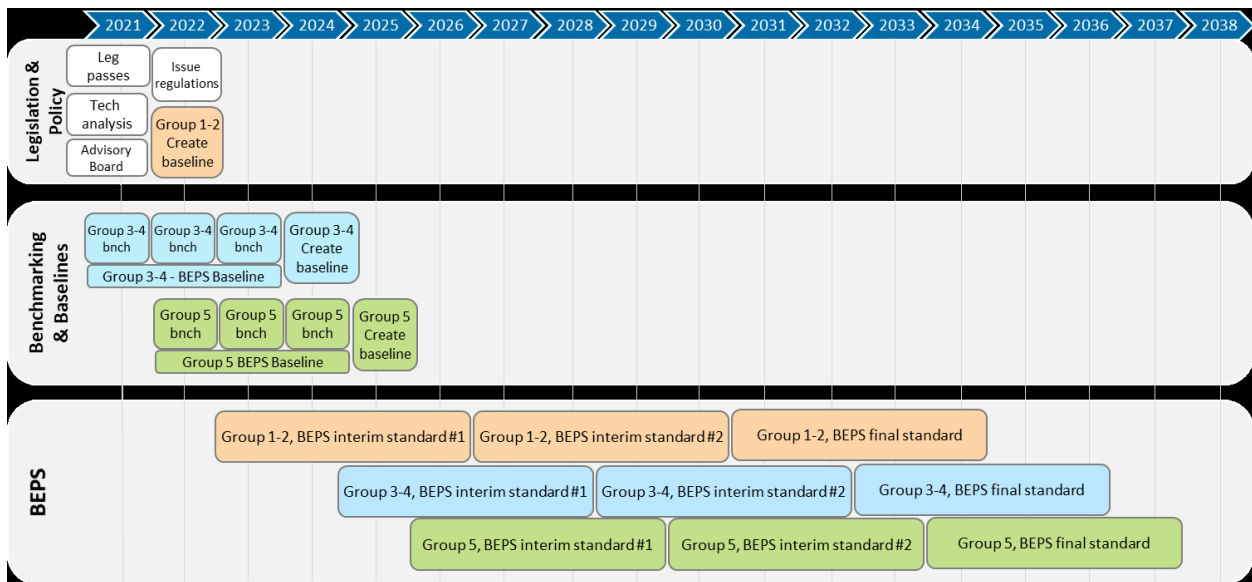 2021 2022 2023 2024 2025 2026 2027 2028 2029 2030 2031 2032 2033 2034 2035 2036 2037 2038
Legislation &
Policy
Leg
passes
Issue
regulations
Tech
analysis
Group 1-2
Create
baseline
Advisory
Board
Benchmarking
& Baselines
Group 3-4
bnch
Group 3-4
bnch
Group 3-4
bnch
Group 3-4
Create
baseline
Group 3-4 - BEPS Baseline
Group 5
bnch
Group 5
bnch
Group 5
bnch
Group 5
Create
baseline
Group 5 BEPS Baseline
BEPS
Group 1-2, BEPS interim standard #1
Group 1-2, BEPS interim standard #2
Group 1-2, BEPS final standard
Group 3-4, BEPS interim standard #1
Group 3-4, BEPS interim standard #2
Group 3-4, BEPS final standard
Group 5, BEPS interim standard #1
Group 5, BEPS interim standard #2
Group 5, BEPS final standard